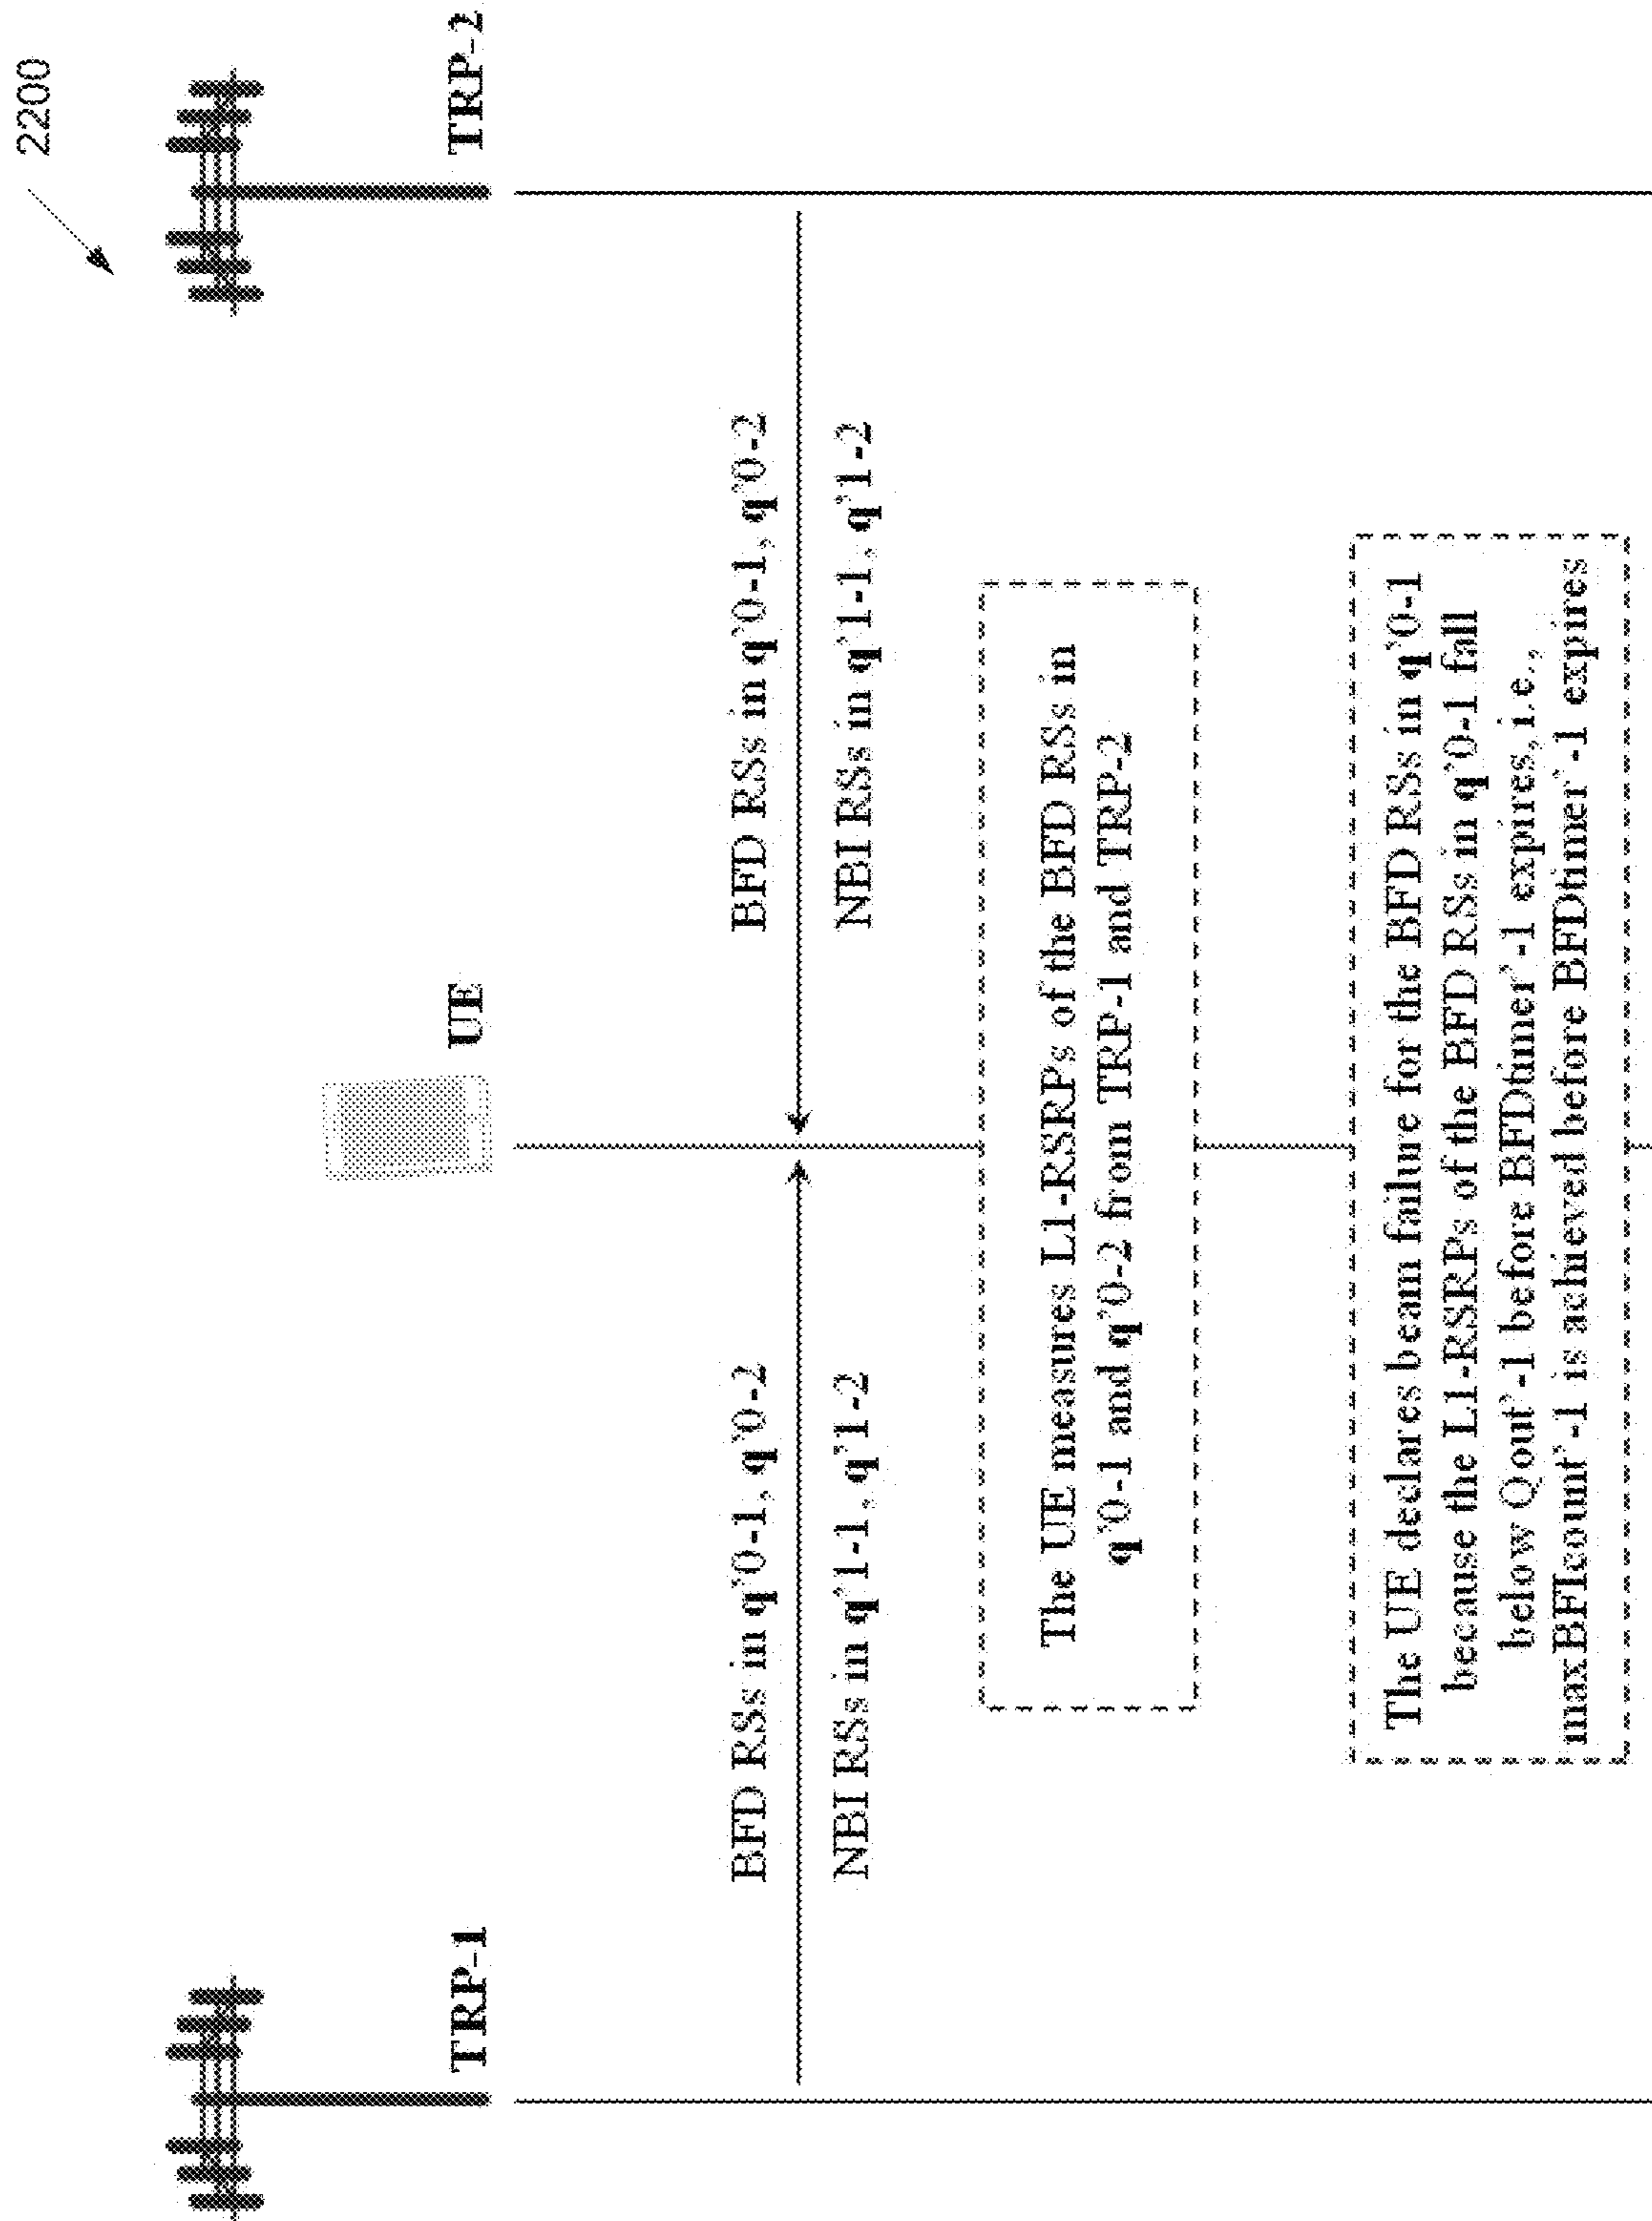 2200
TRP-1
UE
TRP-2
BFD RSs in q'0-1, q'0-2
NBI RSs in q'1-1, q'1-2
BFD RSs in q'0-1, q'0-2
NBI RSs in q'1-1, q'1-2
The UE measures L1-RSRPs of the BFD RSs in
q'0-1 and q'0-2 from TRP-1 and TRP-2
The UE declares beam failure for the BFD RSs in q'0-1
because the L1-RSRPs of the BFD RSs in q'0-1 fall
below Qout'-1 before BFDtimer'-1 expires, i.e.,
maxBFIcount'-1 is achieved before BFDtimer'-1 expires